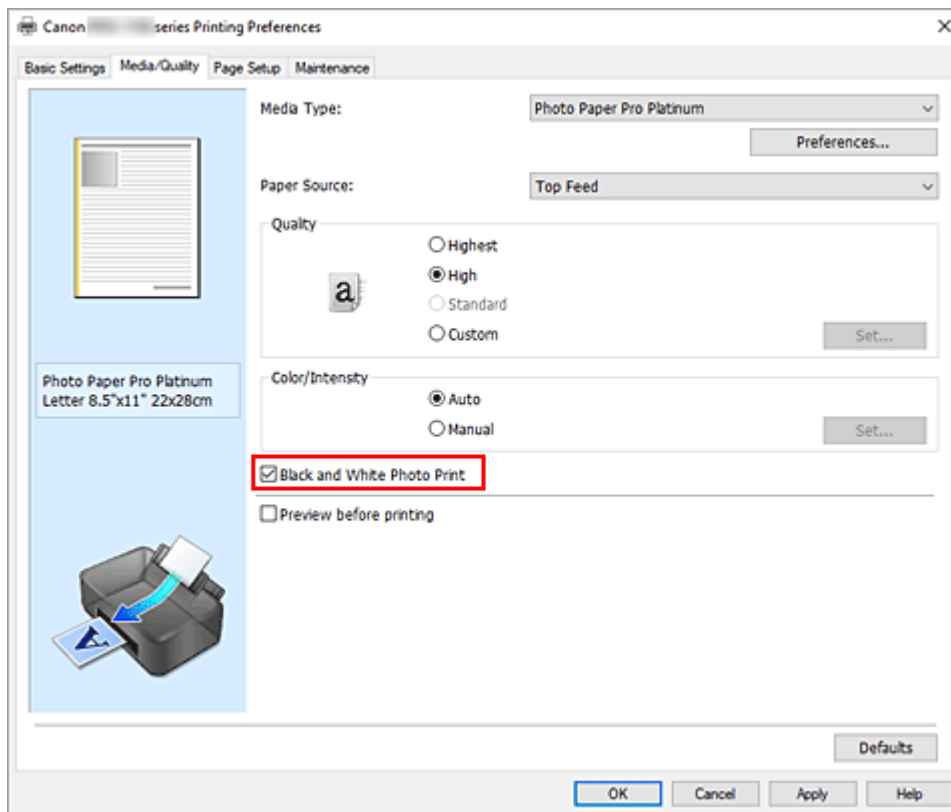 Canon series Printing Preferences
Basic Settings Media/Quality Page Setup Maintenance
Media Type: Photo Paper Pro Platinum
Preferences...
Paper Source: Top Feed
Quality
Highest
a High
Standard
Custom Set...
Photo Paper Pro Platinum
Letter 8.5"x11" 22x28cm
Color/Intensity
Auto
Manual Set...
Black and White Photo Print
Preview before printing
A
Defaults
OK Cancel Apply Help